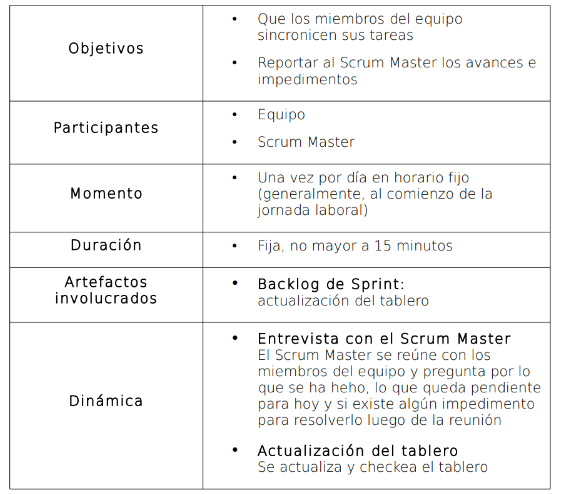 Objetivos
• Que los miembros del equipo
sincronicen sus tareas
• Reportar al Scrum Master los avances e
impedimentos
Participantes
• Equipo
• Scrum Master
Momento
• Una vez por día en horario fijo
(generalmente, al comienzo de la
jornada laboral)
Duración
• Fija, no mayor a 15 minutos
Artefactos
involucrados
• Backlog de Sprint:
actualización del tablero
Dinámica
• Entrevista con el Scrum Master
El Scrum Master se reúne con los
miembros del equipo y pregunta por lo
que se ha heho, lo que queda pendiente
para hoy y si existe algún impedimento
para resolverlo luego de la reunión
• Actualización del tablero
Se actualiza y checkea el tablero